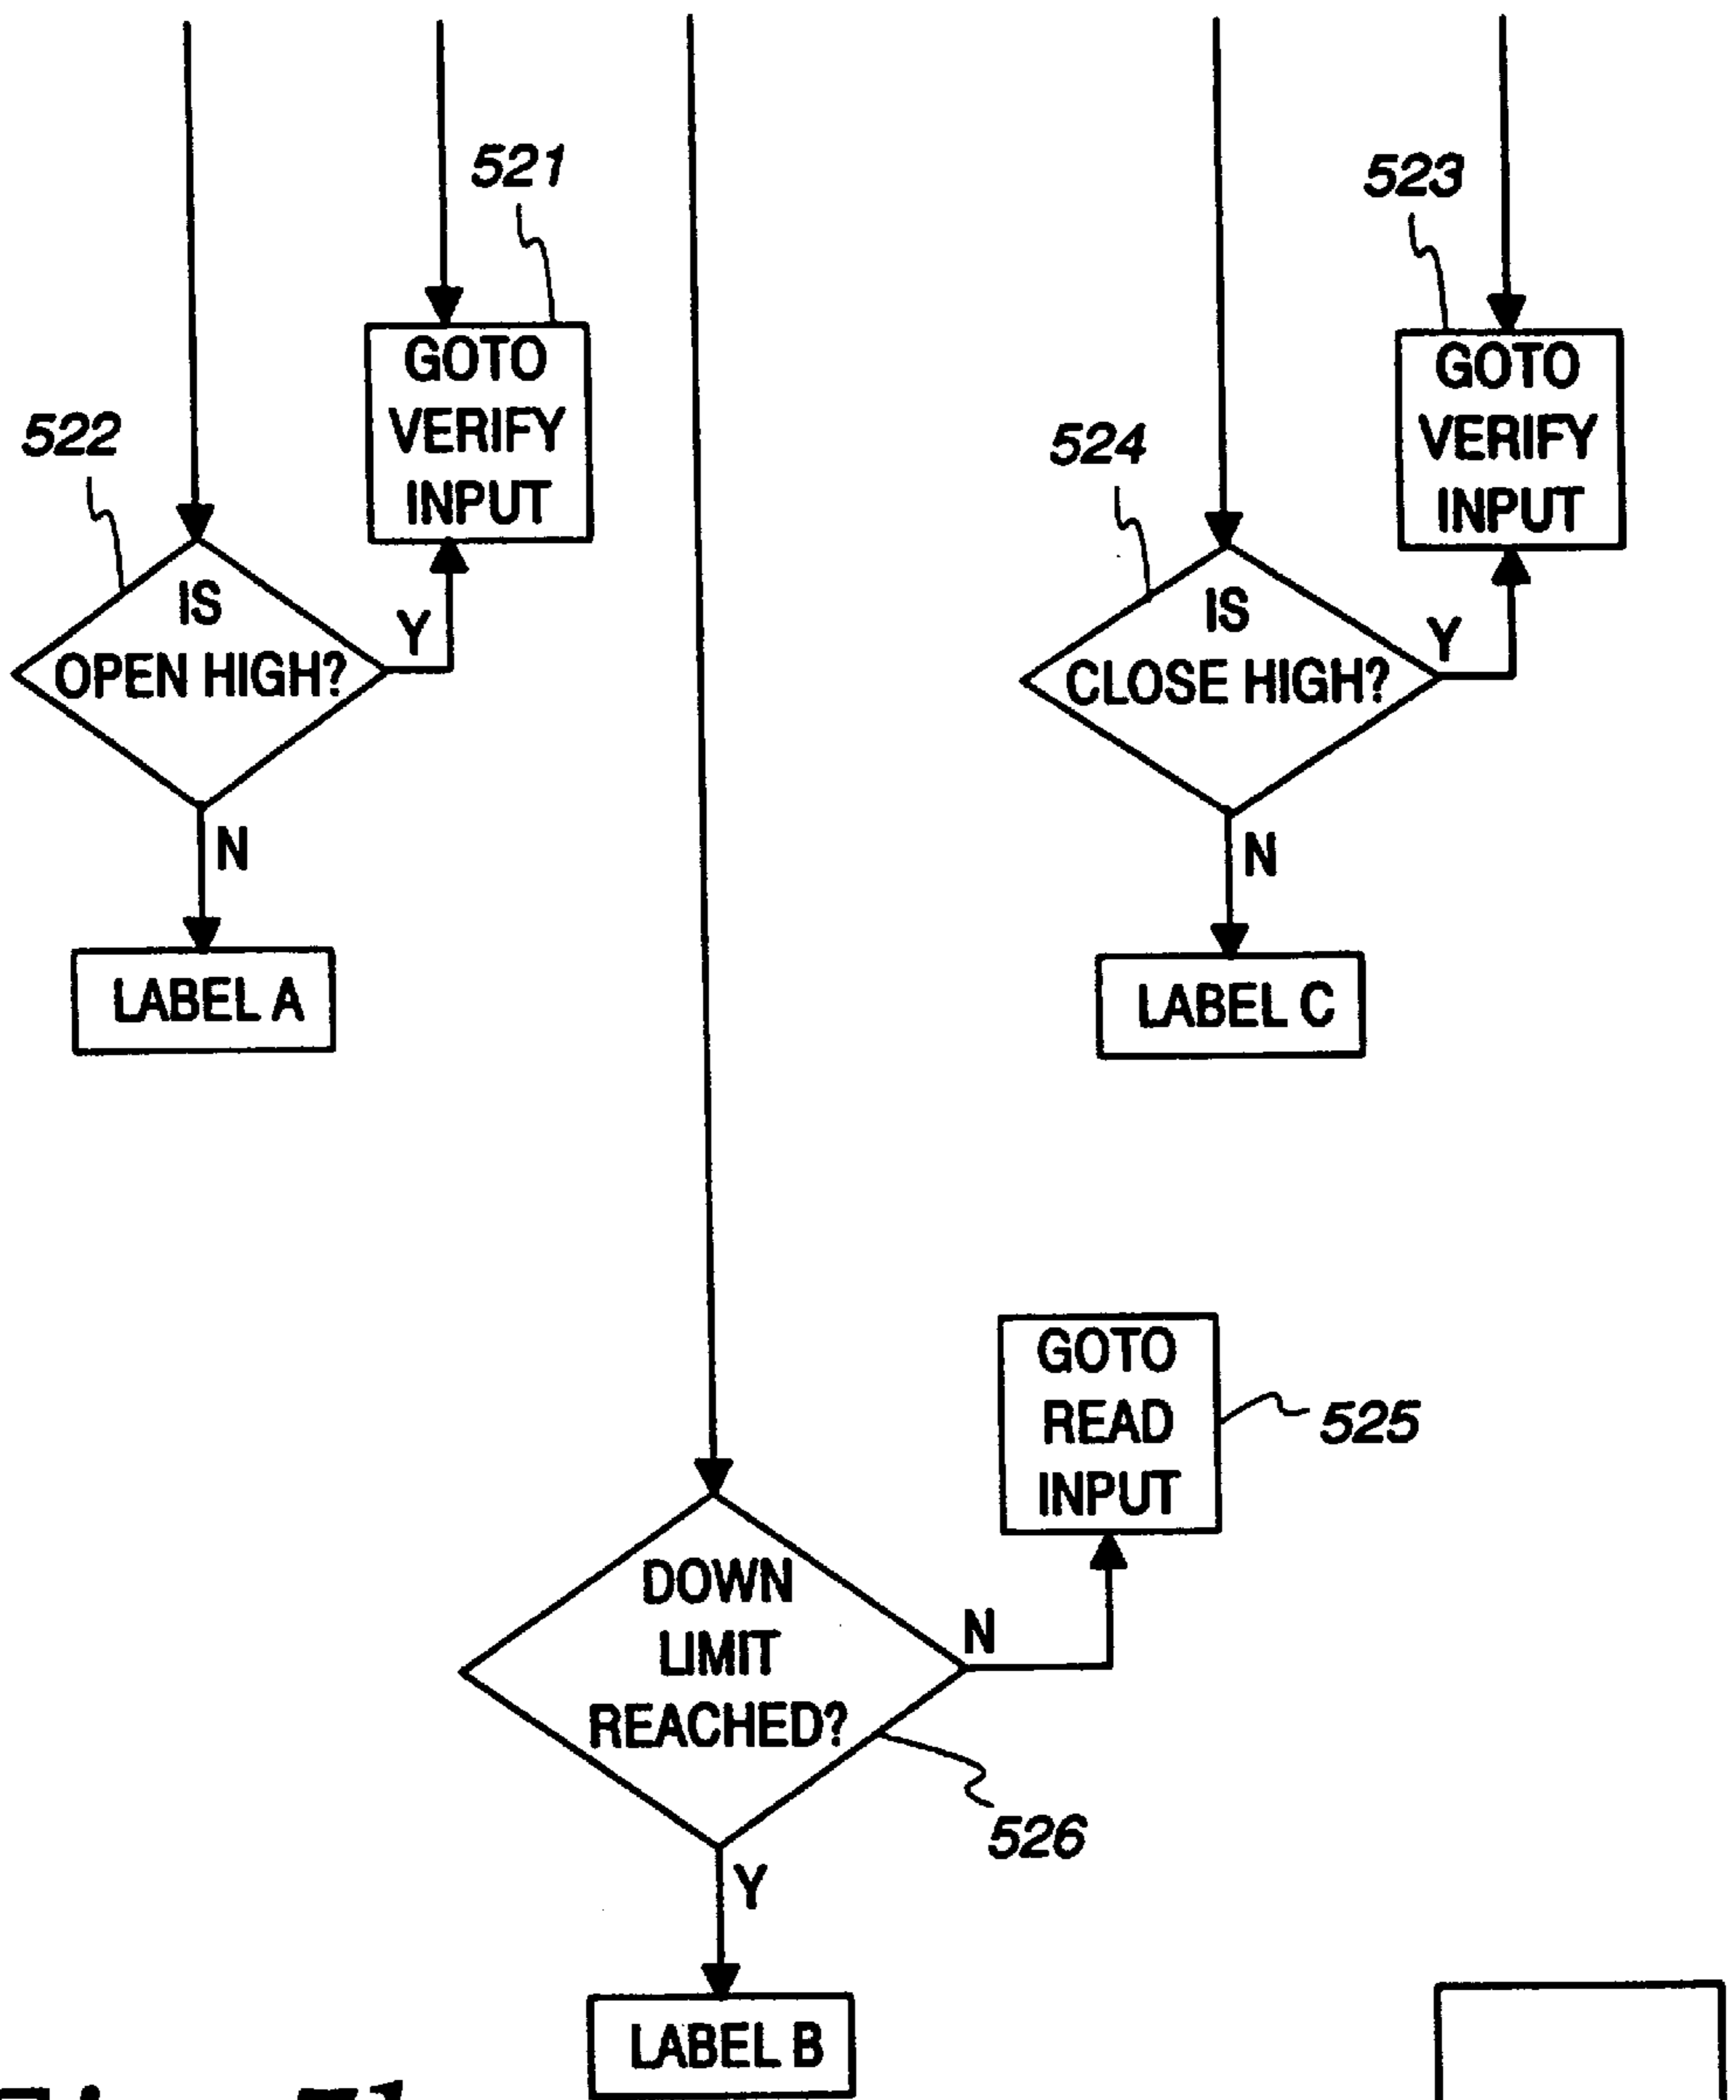 521
523
GOTO
VERIFY
INPUT
GOTO
VERIFY
INPUT
522
524
IS
OPEN HIGH?
Y
IS
CLOSE HIGH?
Y
N
N
LABEL A
LABEL C
GOTO
READ
INPUT
525
DOWN
LIMIT
REACHED?
N
526
Y
LABEL B